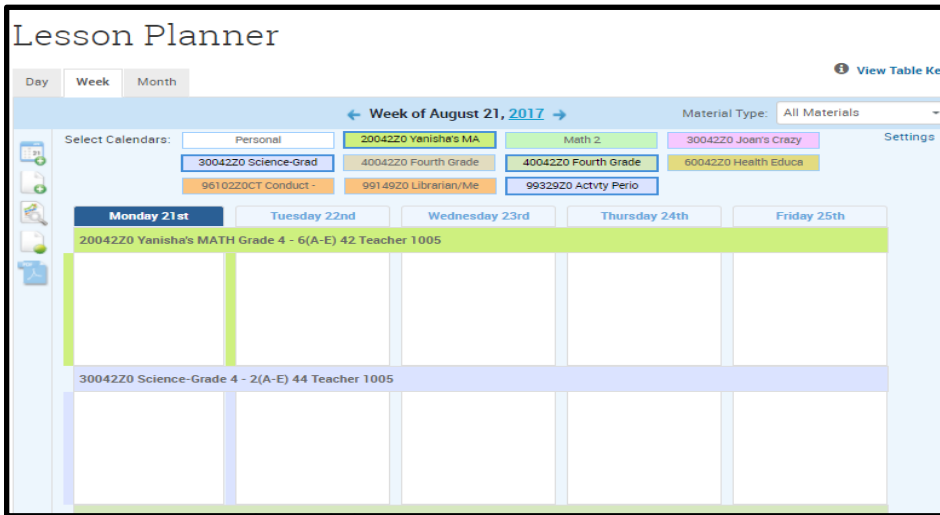 Lesson Planner
View Table Ke
Day Week Month
Week of August 21, 2017
Material Type: All Materials
Select Calendars: Personal 20042Z0 Yanisha's MA Math 2 30042Z0 Joan's Crazy Settings
30042Z0 Science-Grad 40042Z0 Fourth Grade 40042Z0 Fourth Grade 60042Z0 Health Educa
96102Z0CT Conduct - 99149Z0 Librarian/Me 99329Z0 Actvty Perio
Monday 21st Tuesday 22nd Wednesday 23rd Thursday 24th Friday 25th
20042Z0 Yanisha's MATH Grade 4 - 6(A-E) 42 Teacher 1005
30042Z0 Science-Grade 4 - 2(A-E) 44 Teacher 1005